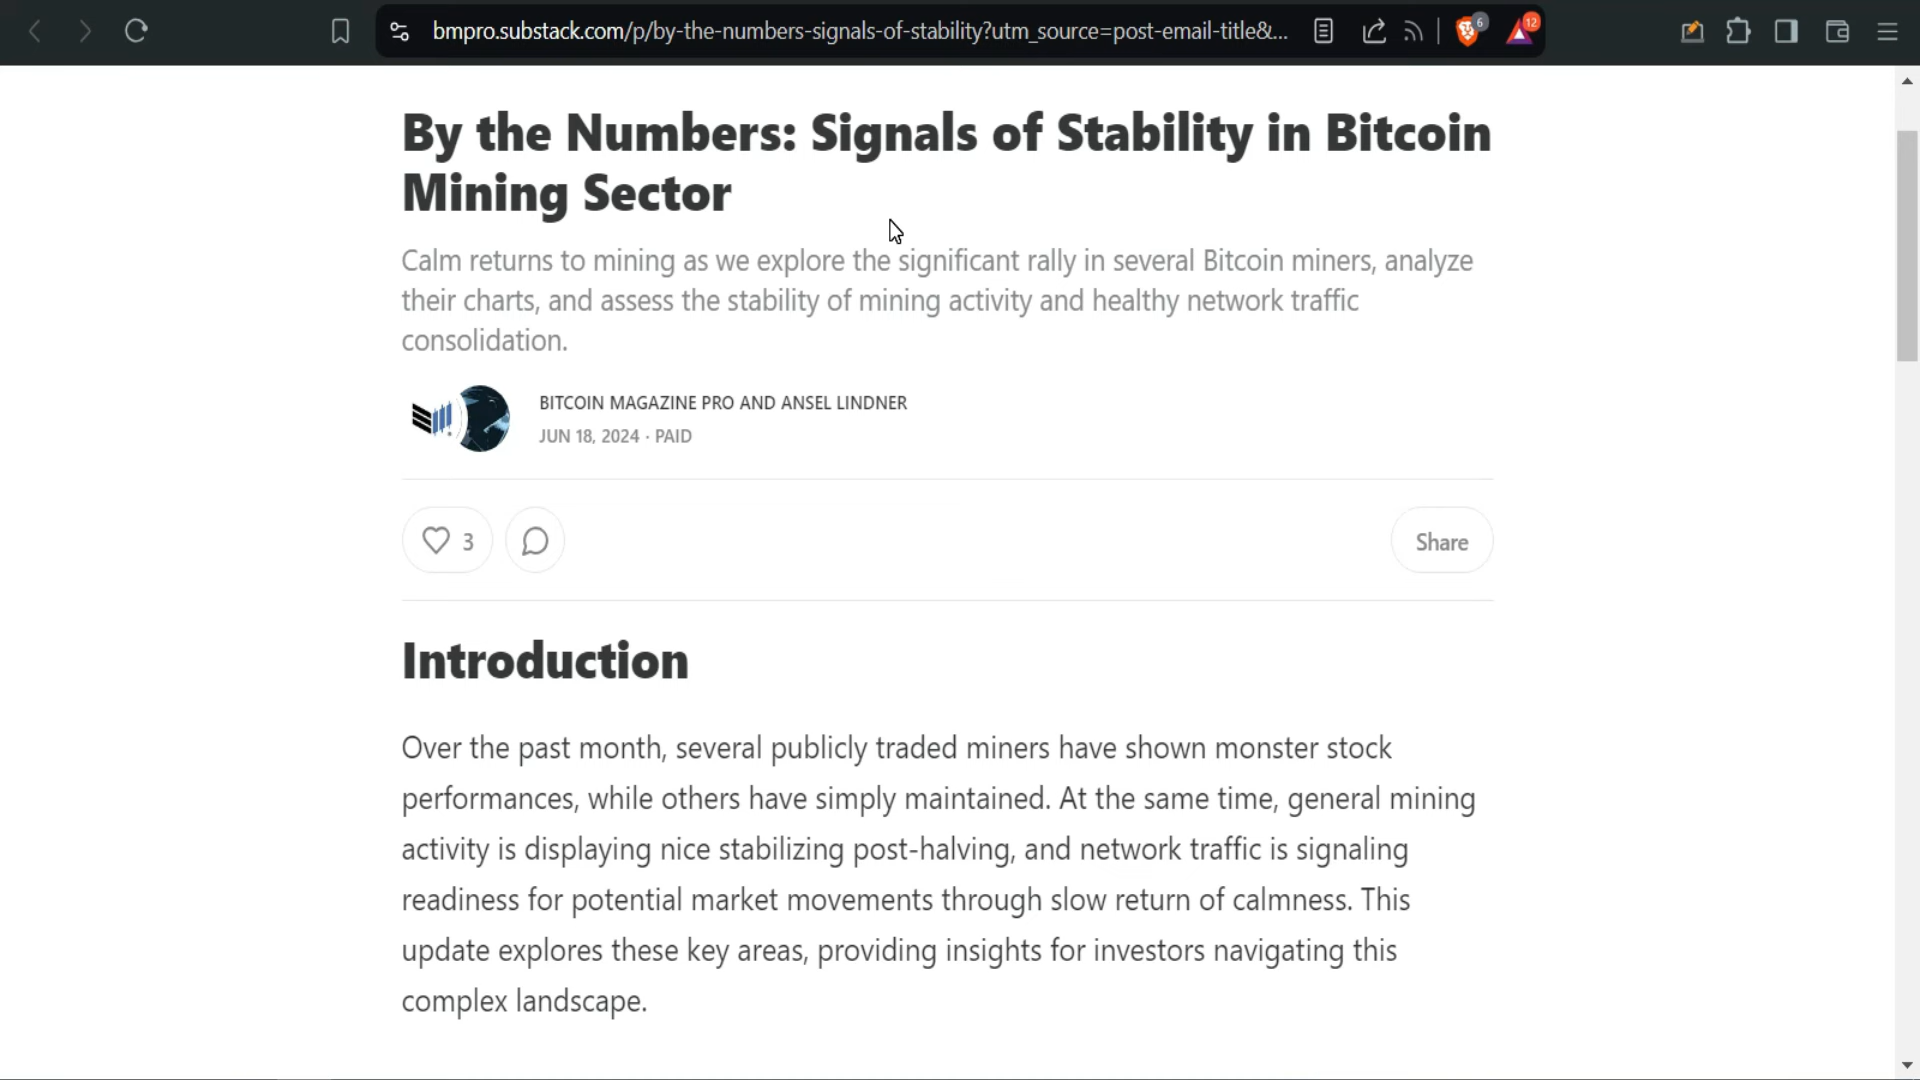 bmpro.substack.com/p/by-the-numbers-signals-of-stability?utm_source=post-email-title&...
6
12
By the Numbers: Signals of Stability in Bitcoin
Mining Sector
Calm returns to mining as we explore the significant rally in several Bitcoin miners, analyze
their charts, and assess the stability of mining activity and healthy network traffic
consolidation.
BITCOIN MAGAZINE PRO AND ANSEL LINDNER
JUN 18, 2024 · PAID
3
Share
Introduction
Over the past month, several publicly traded miners have shown monster stock
performances, while others have simply maintained. At the same time, general mining
activity is displaying nice stabilizing post-halving, and network traffic is signaling
readiness for potential market movements through slow return of calmness. This
update explores these key areas, providing insights for investors navigating this
complex landscape.